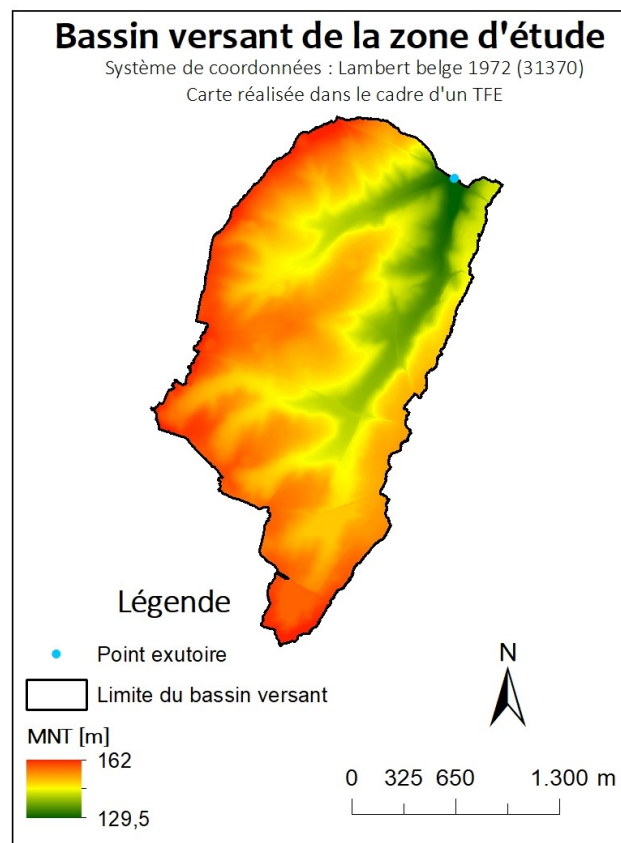 Bassin versant de la zone d'étude
Système de coordonnées : Lambert belge 1972 (31370)
Carte réalisée dans le cadre d'un TFE
Légende
Point exutoire
Limite du bassin versant
MNT [m]
162
129,5
N
0 325 650 1.300 m